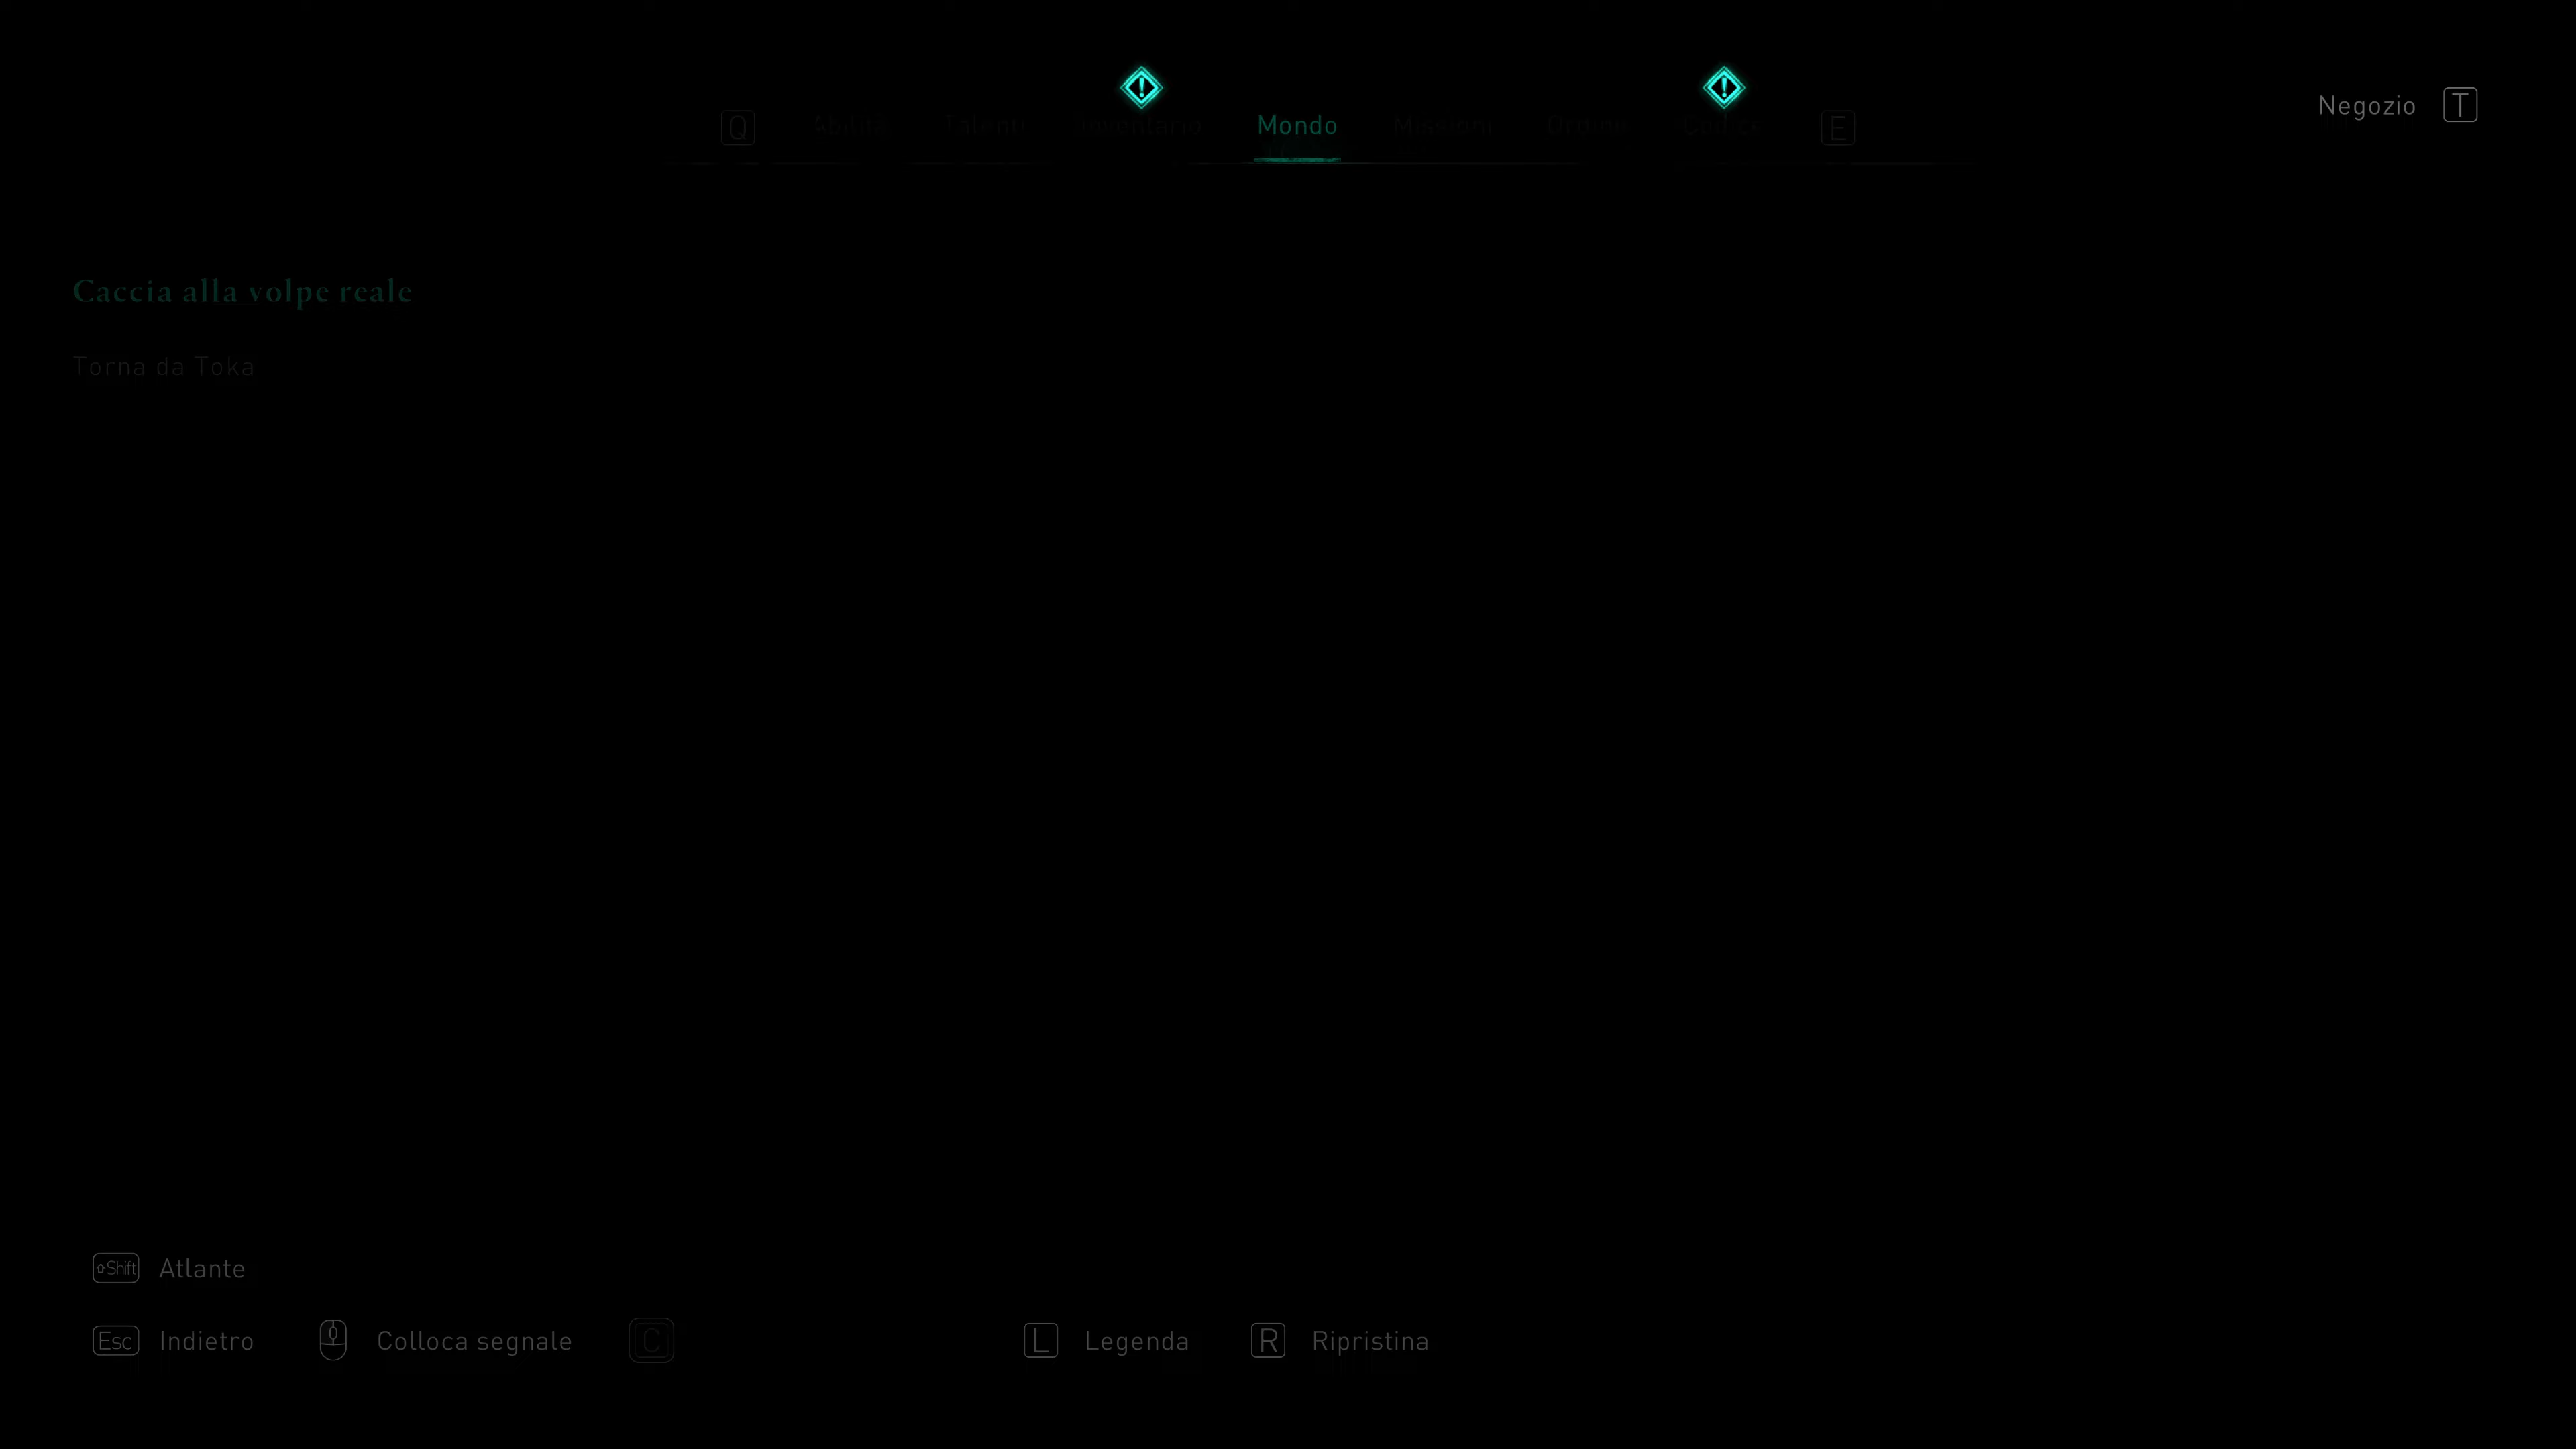 Negozio T
Q Abilità Talenti Inventario Mondo Missioni Ordine Codice E
Caccia alla volpe reale
Torna da Toka
Shift Atlante
Esc Indietro Colloca segnale C L Legenda R Ripristina